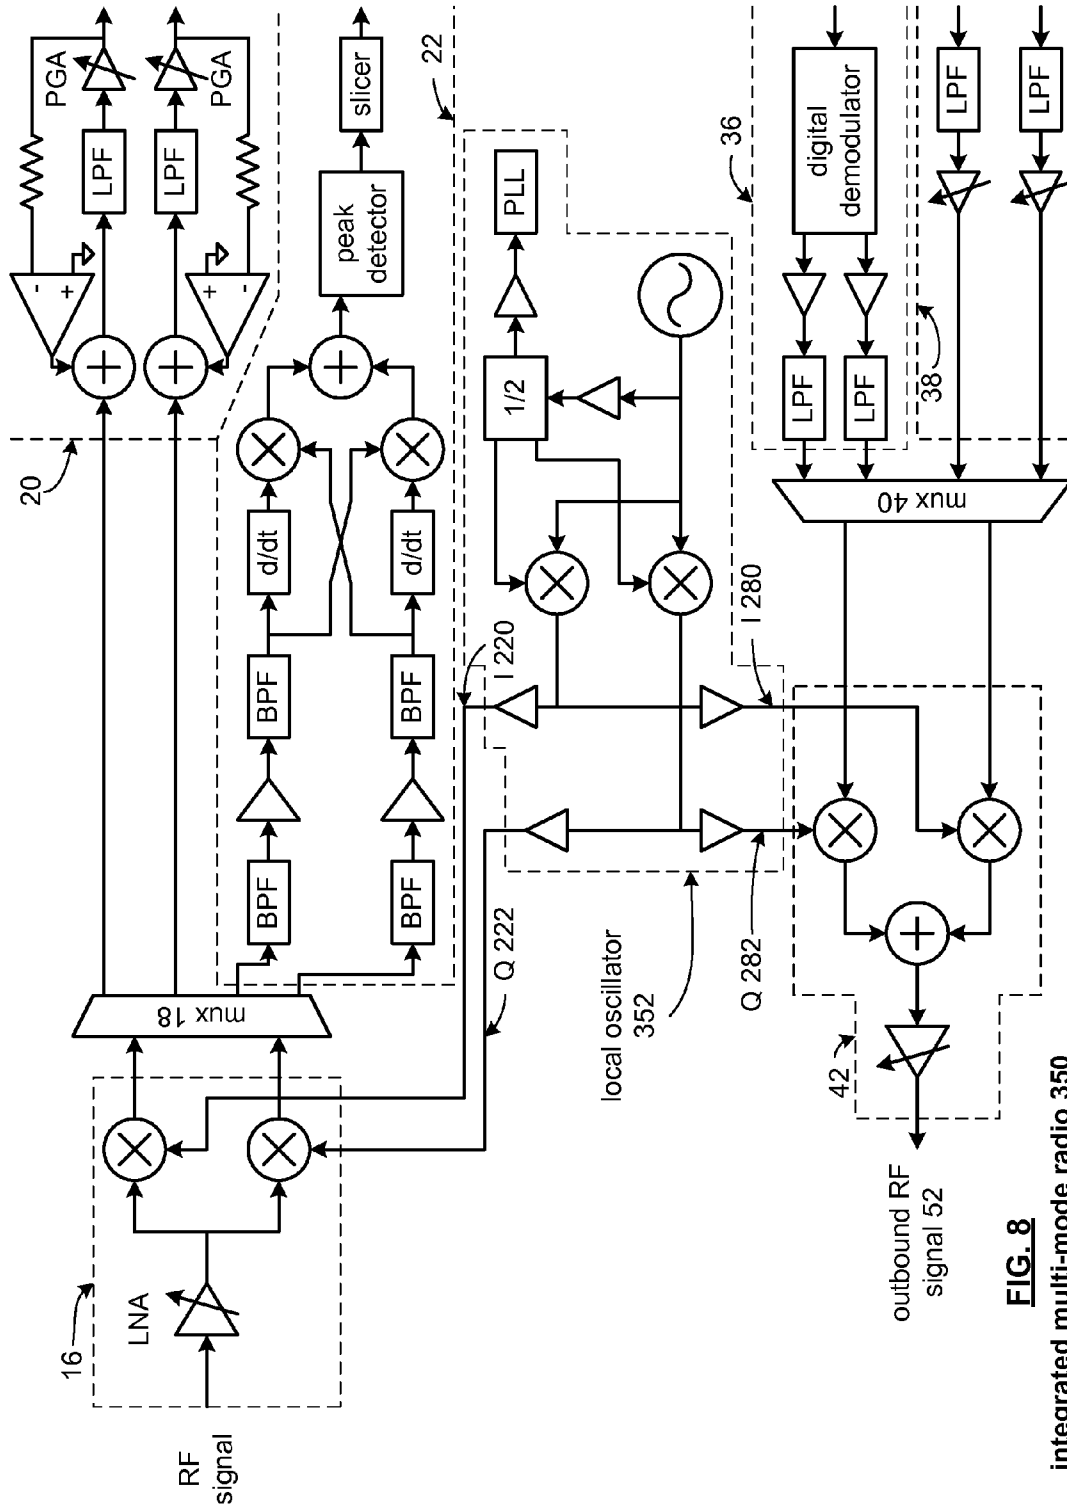 RF
signal
16
LNA
mux 18
20
LPF
PGA
-
+
LPF
PGA
+
-
22
BPF
BPF
d/dt
BPF
BPF
d/dt
peak
detector
slicer
Q 222
I 220
local oscillator
352
1/2
PLL
Q 282
I 280
36
digital
demodulator
LPF
LPF
38
LPF
LPF
mux 40
42
outbound RF
signal 52
FIG. 8
integrated multi-mode radio 350